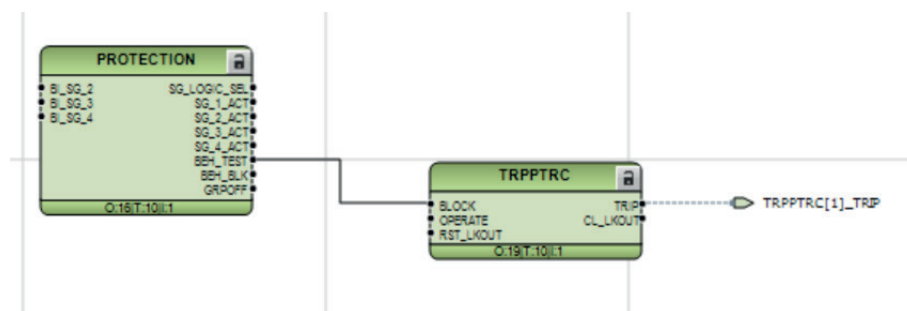 PROTECTION
BI_SG_2 SG_LOGIC_SEL
BI_SG_3 SG_1_ACT
BI_SG_4 SG_2_ACT
SG_3_ACT
SG_4_ACT
BEH_TEST
BEH_BLK
GRPOFF
O:16|T:10|I:1
TRPPTRC
BLOCK TRIP
OPERATE CL_LKOUT
RST_LKOUT
O:19|T:10|I:1
TRPPTRC[1]_TRIP